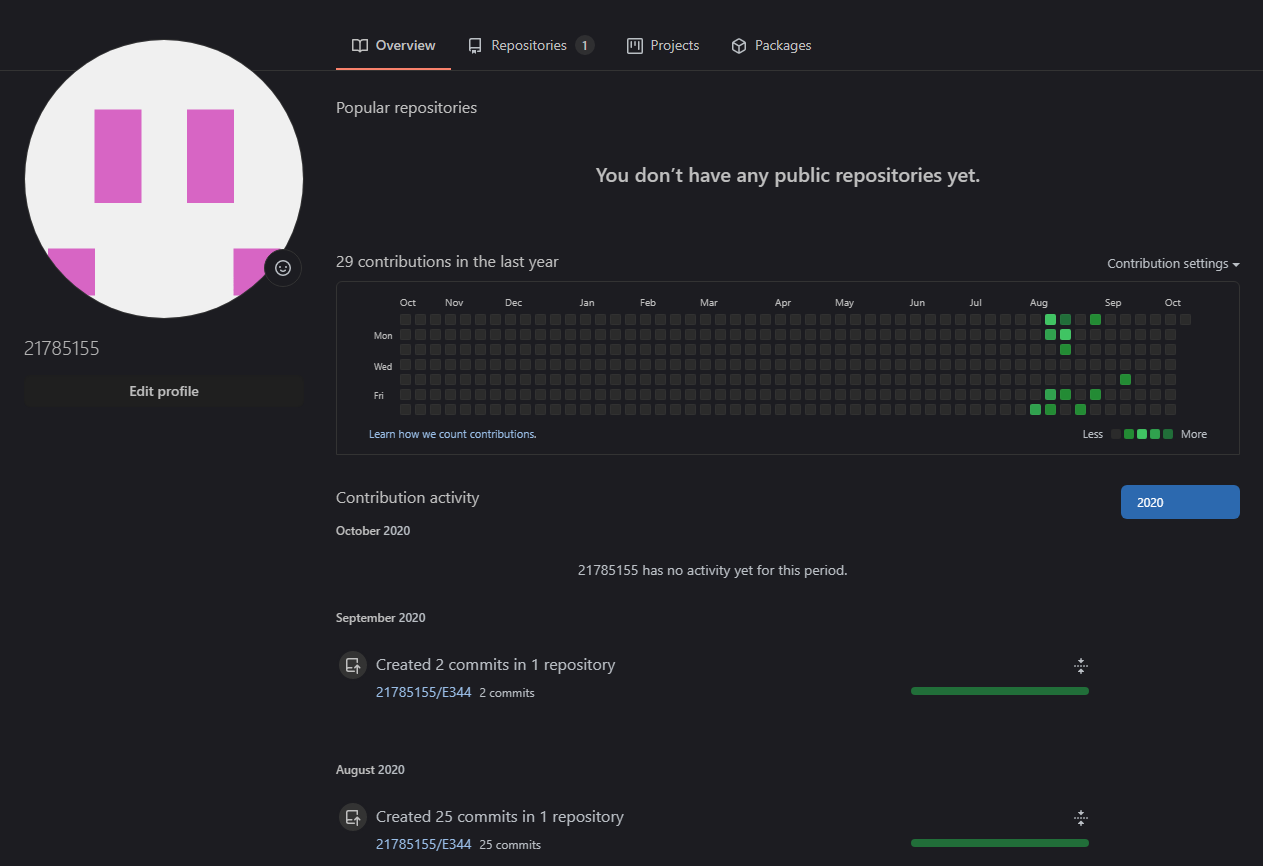 Overview Repositories 1 Projects Packages
Popular repositories
You don't have any public repositories yet.
29 contributions in the last year
Contribution settings
Oct Nov Dec Jan Feb Mar Apr May Jun Jul Aug Sep Oct
Mon
Wed
Fri
Learn how we count contributions.
Less More
21785155
Edit profile
Contribution activity
2020
October 2020
21785155 has no activity yet for this period.
September 2020
Created 2 commits in 1 repository
21785155/E344 2 commits
August 2020
Created 25 commits in 1 repository
21785155/E344 25 commits